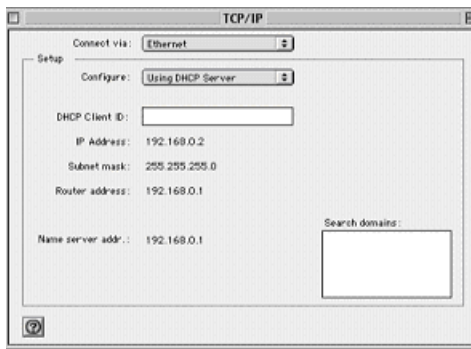 TCP/IP
Connect via: Ethernet
Setup
Configure: Using DHCP Server
DHCP Client ID:
IP Address: 192.168.0.2
Subnet mask: 255.255.255.0
Router address: 192.168.0.1
Search domains:
Name server addr.: 192.168.0.1